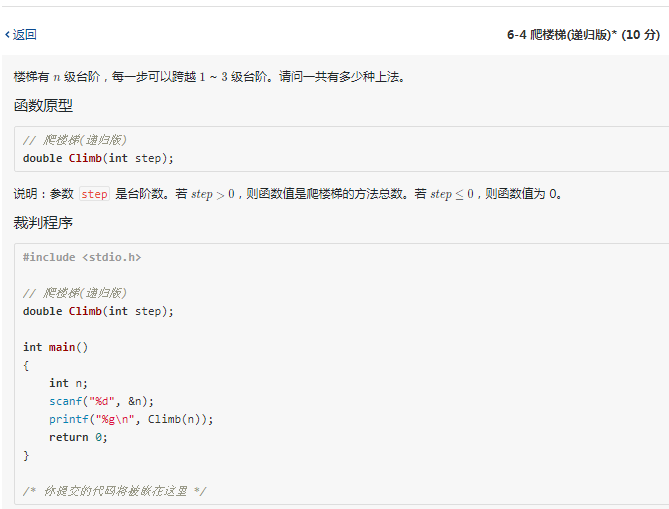 返回
6-4 爬楼梯(递归版)* (10 分)
楼梯有 n 级台阶，每一步可以跨越 1 ~ 3 级台阶。请问一共有多少种上法。
函数原型
// 爬楼梯(递归版)
double Climb(int step);
说明：参数 step 是台阶数。若 step > 0，则函数值是爬楼梯的方法总数。若 step ≤ 0，则函数值为 0。
裁判程序
#include <stdio.h>
// 爬楼梯(递归版)
double Climb(int step);
int main()
{
    int n;
    scanf("%d", &n);
    printf("%g\n", Climb(n));
    return 0;
}
/* 你提交的代码将被嵌在这里 */